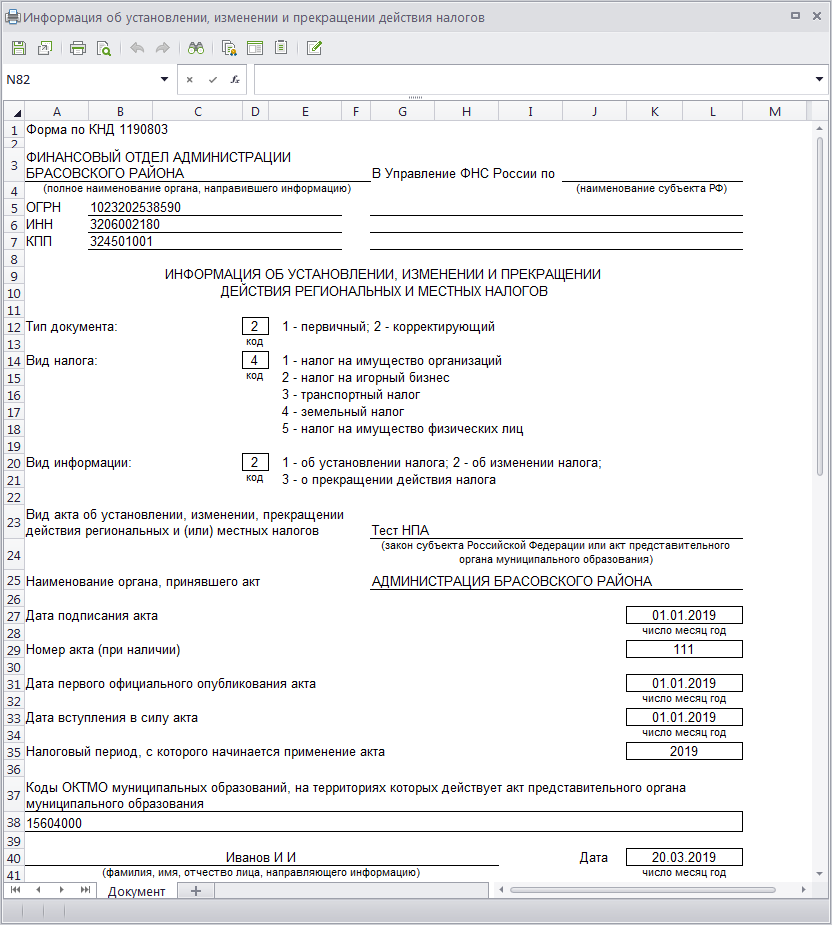 Информация об установлении, изменении и прекращении действия налогов
N82
fx
A B C D E F G H I J K L M
1 Форма по КНД 1190803
2
ФИНАНСОВЫЙ ОТДЕЛ АДМИНИСТРАЦИИ
3 БРАСОВСКОГО РАЙОНА В Управление ФНС России по
4 (полное наименование органа, направившего информацию) (наименование субъекта РФ)
5 ОГРН 1023202538590
6 ИНН 3206002180
7 КПП 324501001
8
9 ИНФОРМАЦИЯ ОБ УСТАНОВЛЕНИИ, ИЗМЕНЕНИИ И ПРЕКРАЩЕНИИ
10 ДЕЙСТВИЯ РЕГИОНАЛЬНЫХ И МЕСТНЫХ НАЛОГОВ
11
12 Тип документа: 2 1 - первичный; 2 - корректирующий
13 код
14 Вид налога: 4 1 - налог на имущество организаций
15 код 2 - налог на игорный бизнес
16 3 - транспортный налог
17 4 - земельный налог
18 5 - налог на имущество физических лиц
19
20 Вид информации: 2 1 - об установлении налога; 2 - об изменении налога;
21 код 3 - о прекращении действия налога
22
Вид акта об установлении, изменении, прекращении
23 действия региональных и (или) местных налогов Тест НПА
(закон субъекта Российской Федерации или акт представительного
24 органа муниципального образования)
25 Наименование органа, принявшего акт АДМИНИСТРАЦИЯ БРАСОВСКОГО РАЙОНА
26
27 Дата подписания акта 01.01.2019
28 число месяц год
29 Номер акта (при наличии) 111
30
31 Дата первого официального опубликования акта 01.01.2019
32 число месяц год
33 Дата вступления в силу акта 01.01.2019
34 число месяц год
35 Налоговый период, с которого начинается применение акта 2019
36
Коды ОКТМО муниципальных образований, на территориях которых действует акт представительного органа
37 муниципального образования
38 15604000
39
40 Иванов И И Дата 20.03.2019
41 (фамилия, имя, отчество лица, направляющего информацию) число месяц год
Документ